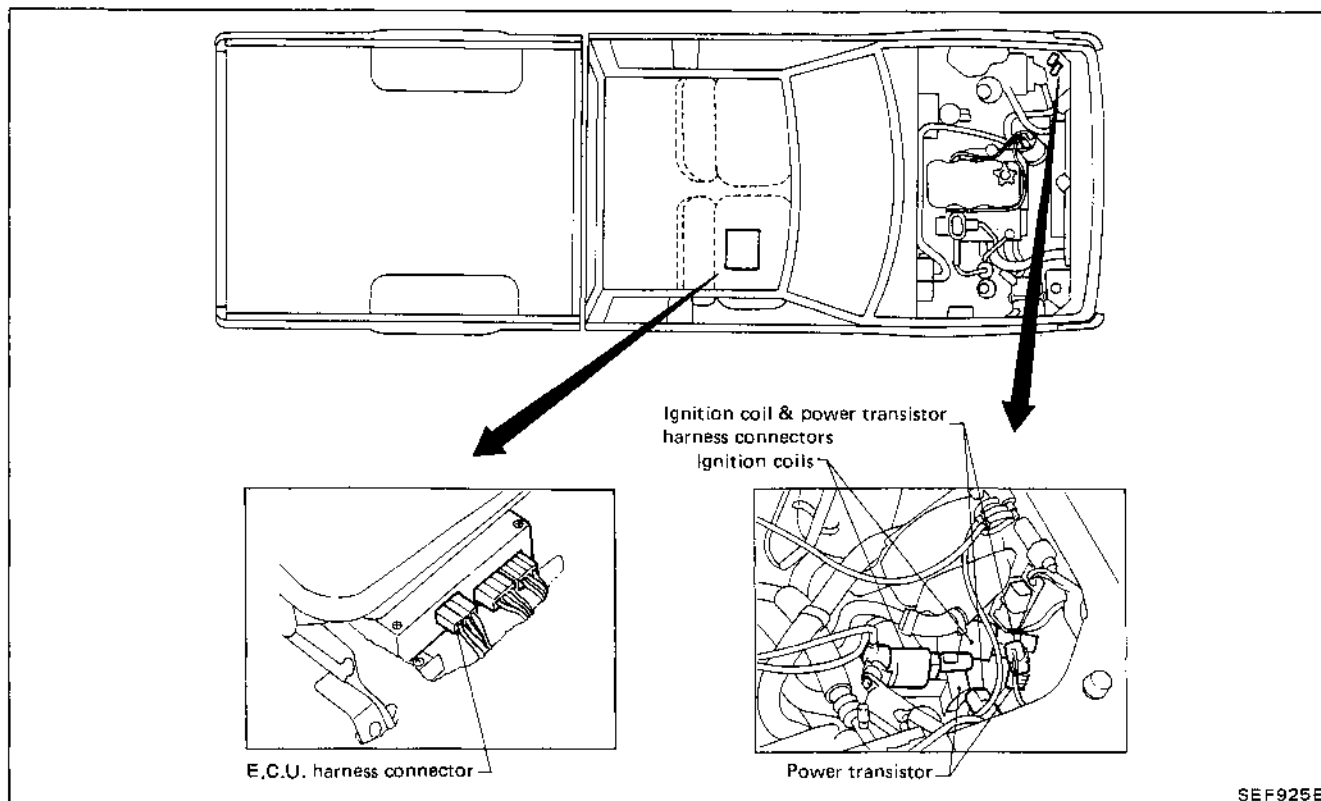 Ignition coil & power transistor
harness connectors
Ignition coils
E.C.U. harness connector
Power transistor
SEF925E